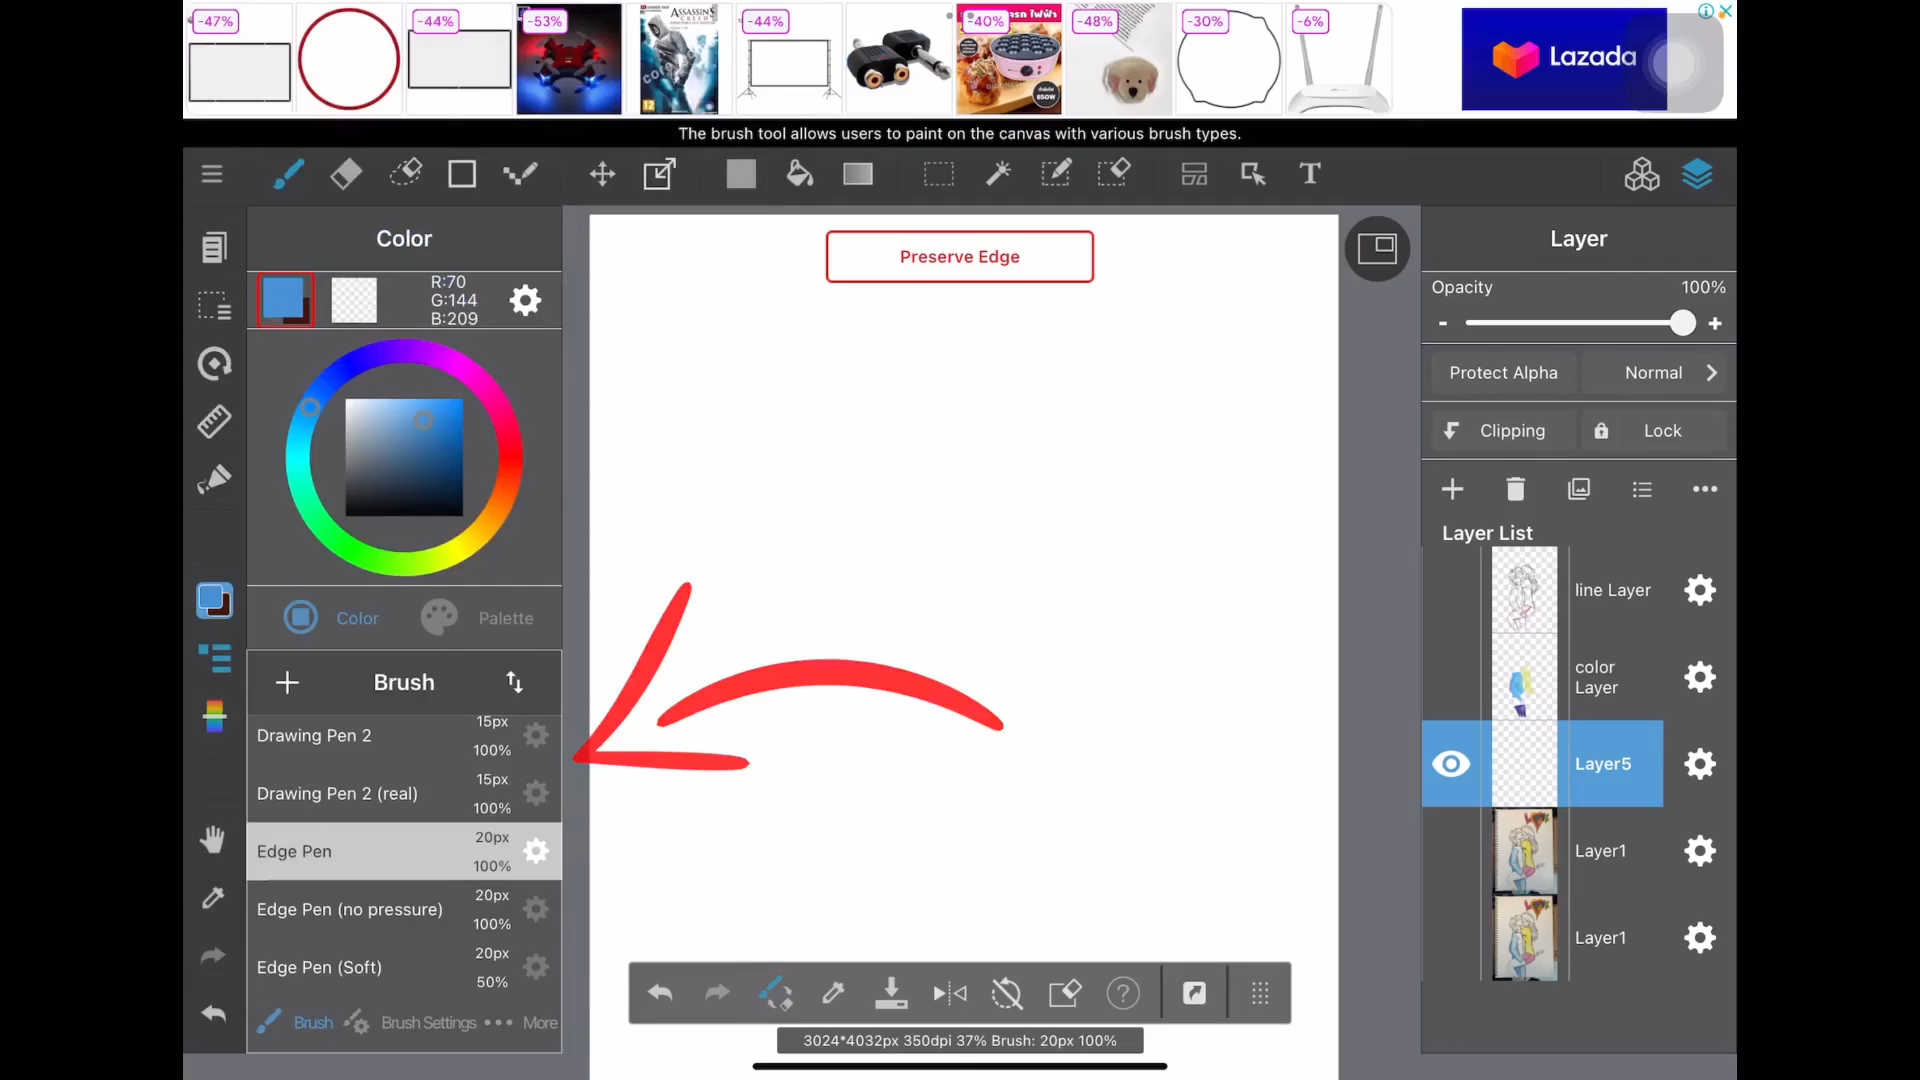 -47%
-44%
-53%
ASSASSIN'S
CREED
-44%
-40%
650W
-48%
-30%
-6%
Lazada
The brush tool allows users to paint on the canvas with various brush types.
T
Color
R:70
G:144
B:209
Color
Palette
Brush
Drawing Pen 2
15px
100%
Drawing Pen 2 (real)
15px
100%
Edge Pen
20px
100%
Edge Pen (no pressure)
20px
100%
Edge Pen (Soft)
20px
50%
Brush
Brush Settings
More
Preserve Edge
3024*4032px 350dpi 37% Brush: 20px 100%
Layer
Opacity
100%
-
+
Protect Alpha
Normal
Clipping
Lock
Layer List
line Layer
color
Layer
Layer5
Layer1
Layer1